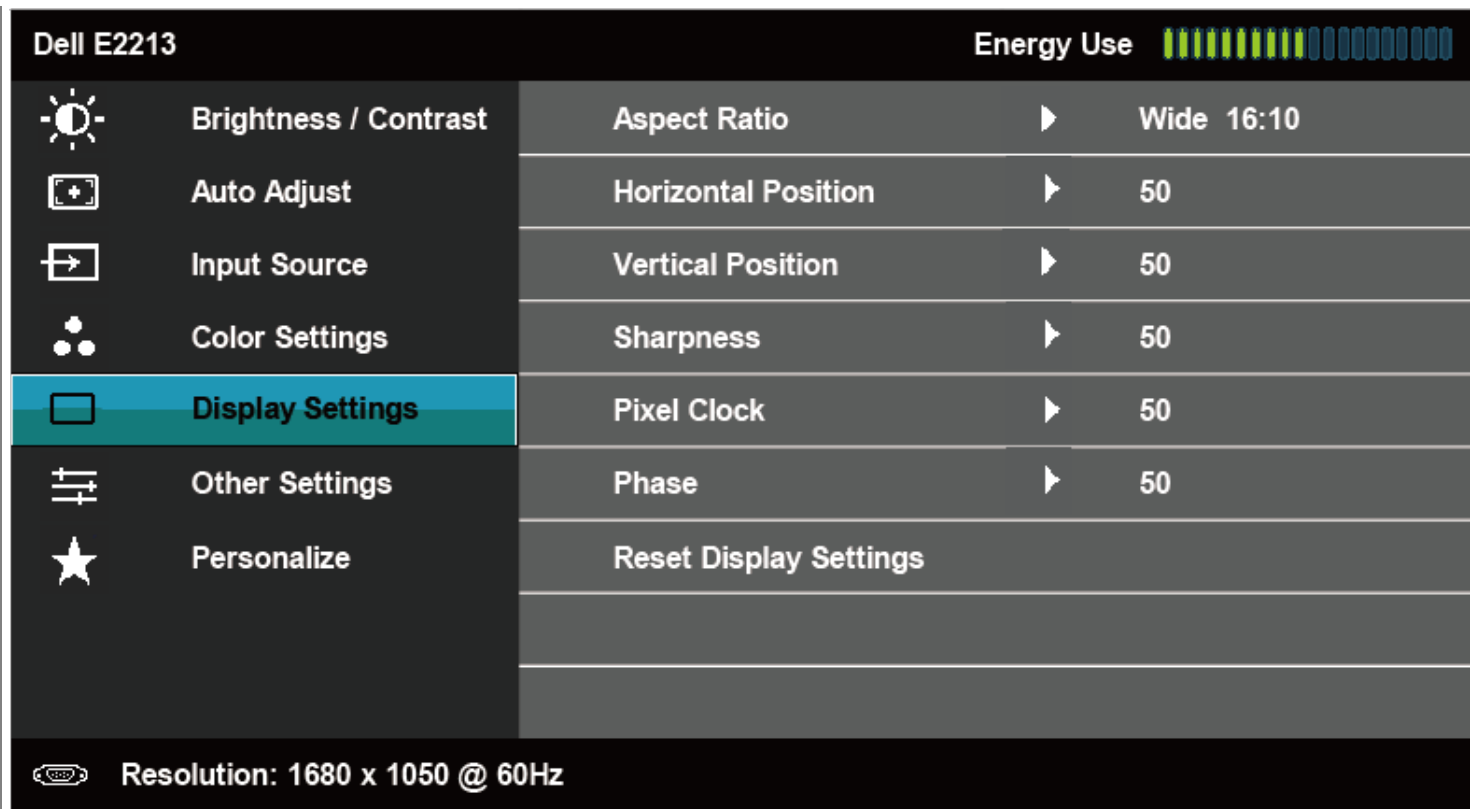 Dell E2213 Energy Use
Brightness / Contrast Aspect Ratio Wide 16:10
Auto Adjust Horizontal Position 50
Input Source Vertical Position 50
Color Settings Sharpness 50
Display Settings Pixel Clock 50
Other Settings Phase 50
Personalize Reset Display Settings
Resolution: 1680 x 1050 @ 60Hz